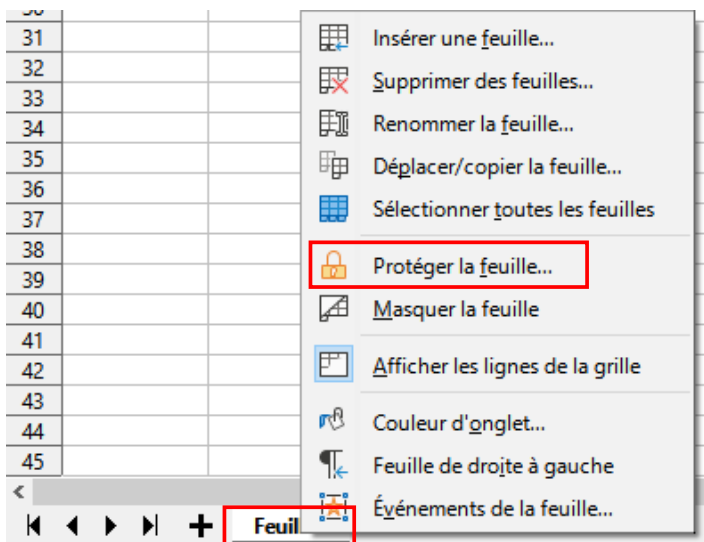 31
Insérer une feuille...
32
Supprimer des feuilles...
33
34
Renommer la feuille...
35
Déplacer/copier la feuille...
36
37
Sélectionner toutes les feuilles
38
39
Protéger la feuille...
40
Masquer la feuille
41
42
Afficher les lignes de la grille
43
44
Couleur d'onglet...
45
Feuille de droite à gauche
Événements de la feuille...
Feuil